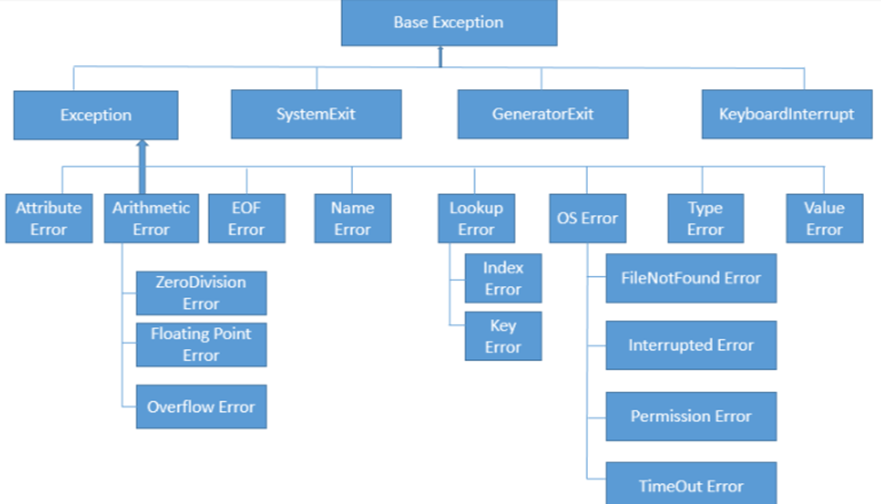 Base Exception
Exception
SystemExit
GeneratorExit
KeyboardInterrupt
Attribute
Error
Arithmetic
Error
EOF
Error
Name
Error
Lookup
Error
OS Error
Type
Error
Value
Error
ZeroDivision
Error
Floating Point
Error
Overflow Error
Index
Error
Key
Error
FileNotFound Error
Interrupted Error
Permission Error
TimeOut Error